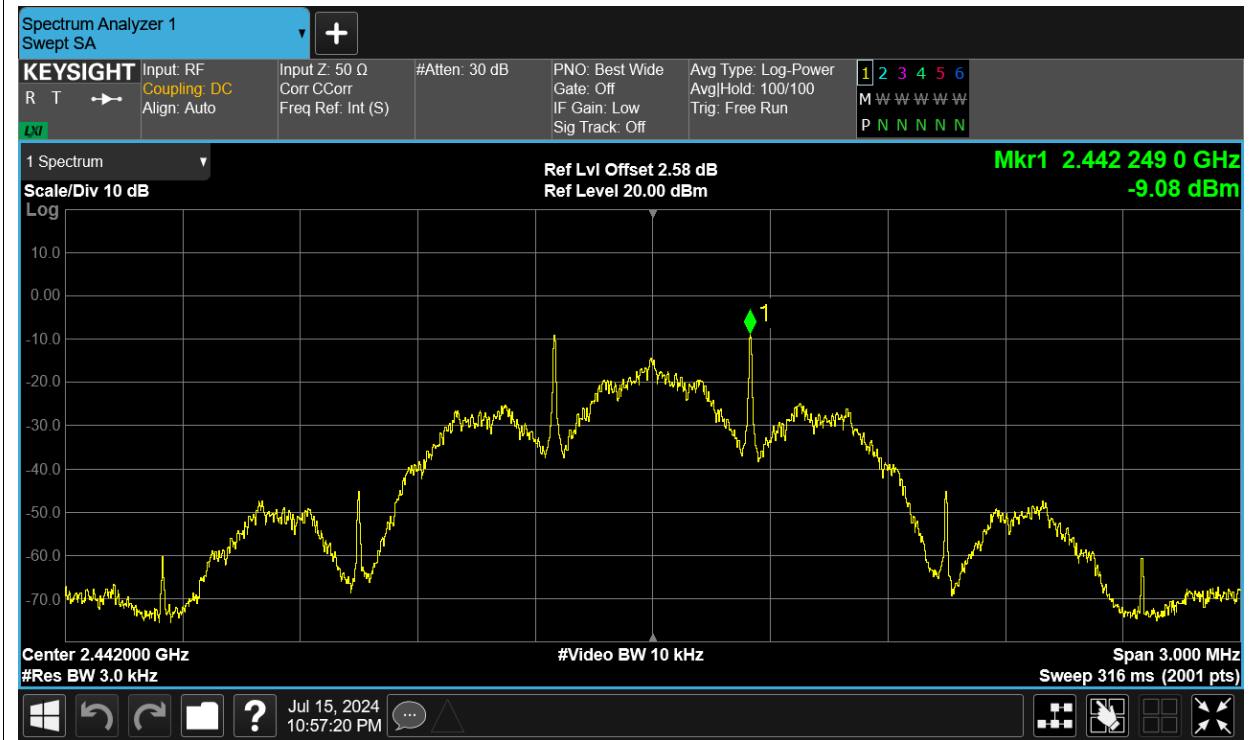 Spectrum Analyzer 1
Swept SA
KEYSIGHT
R T
LXI
Input: RF
Coupling: DC
Align: Auto
Input Z: 50 Ω
Corr CCorr
Freq Ref: Int (S)
#Atten: 30 dB
PNO: Best Wide
Gate: Off
IF Gain: Low
Sig Track: Off
Avg Type: Log-Power
Avg|Hold: 100/100
Trig: Free Run
1 2 3 4 5 6
M W W W W W
P N N N N N
1 Spectrum
Scale/Div 10 dB
Log
Ref Lvl Offset 2.58 dB
Ref Level 20.00 dBm
Mkr1 2.442 249 0 GHz
-9.08 dBm
10.0
0.00
-10.0
-20.0
-30.0
-40.0
-50.0
-60.0
-70.0
1
Center 2.442000 GHz
#Res BW 3.0 kHz
#Video BW 10 kHz
Span 3.000 MHz
Sweep 316 ms (2001 pts)
?
Jul 15, 2024
10:57:20 PM